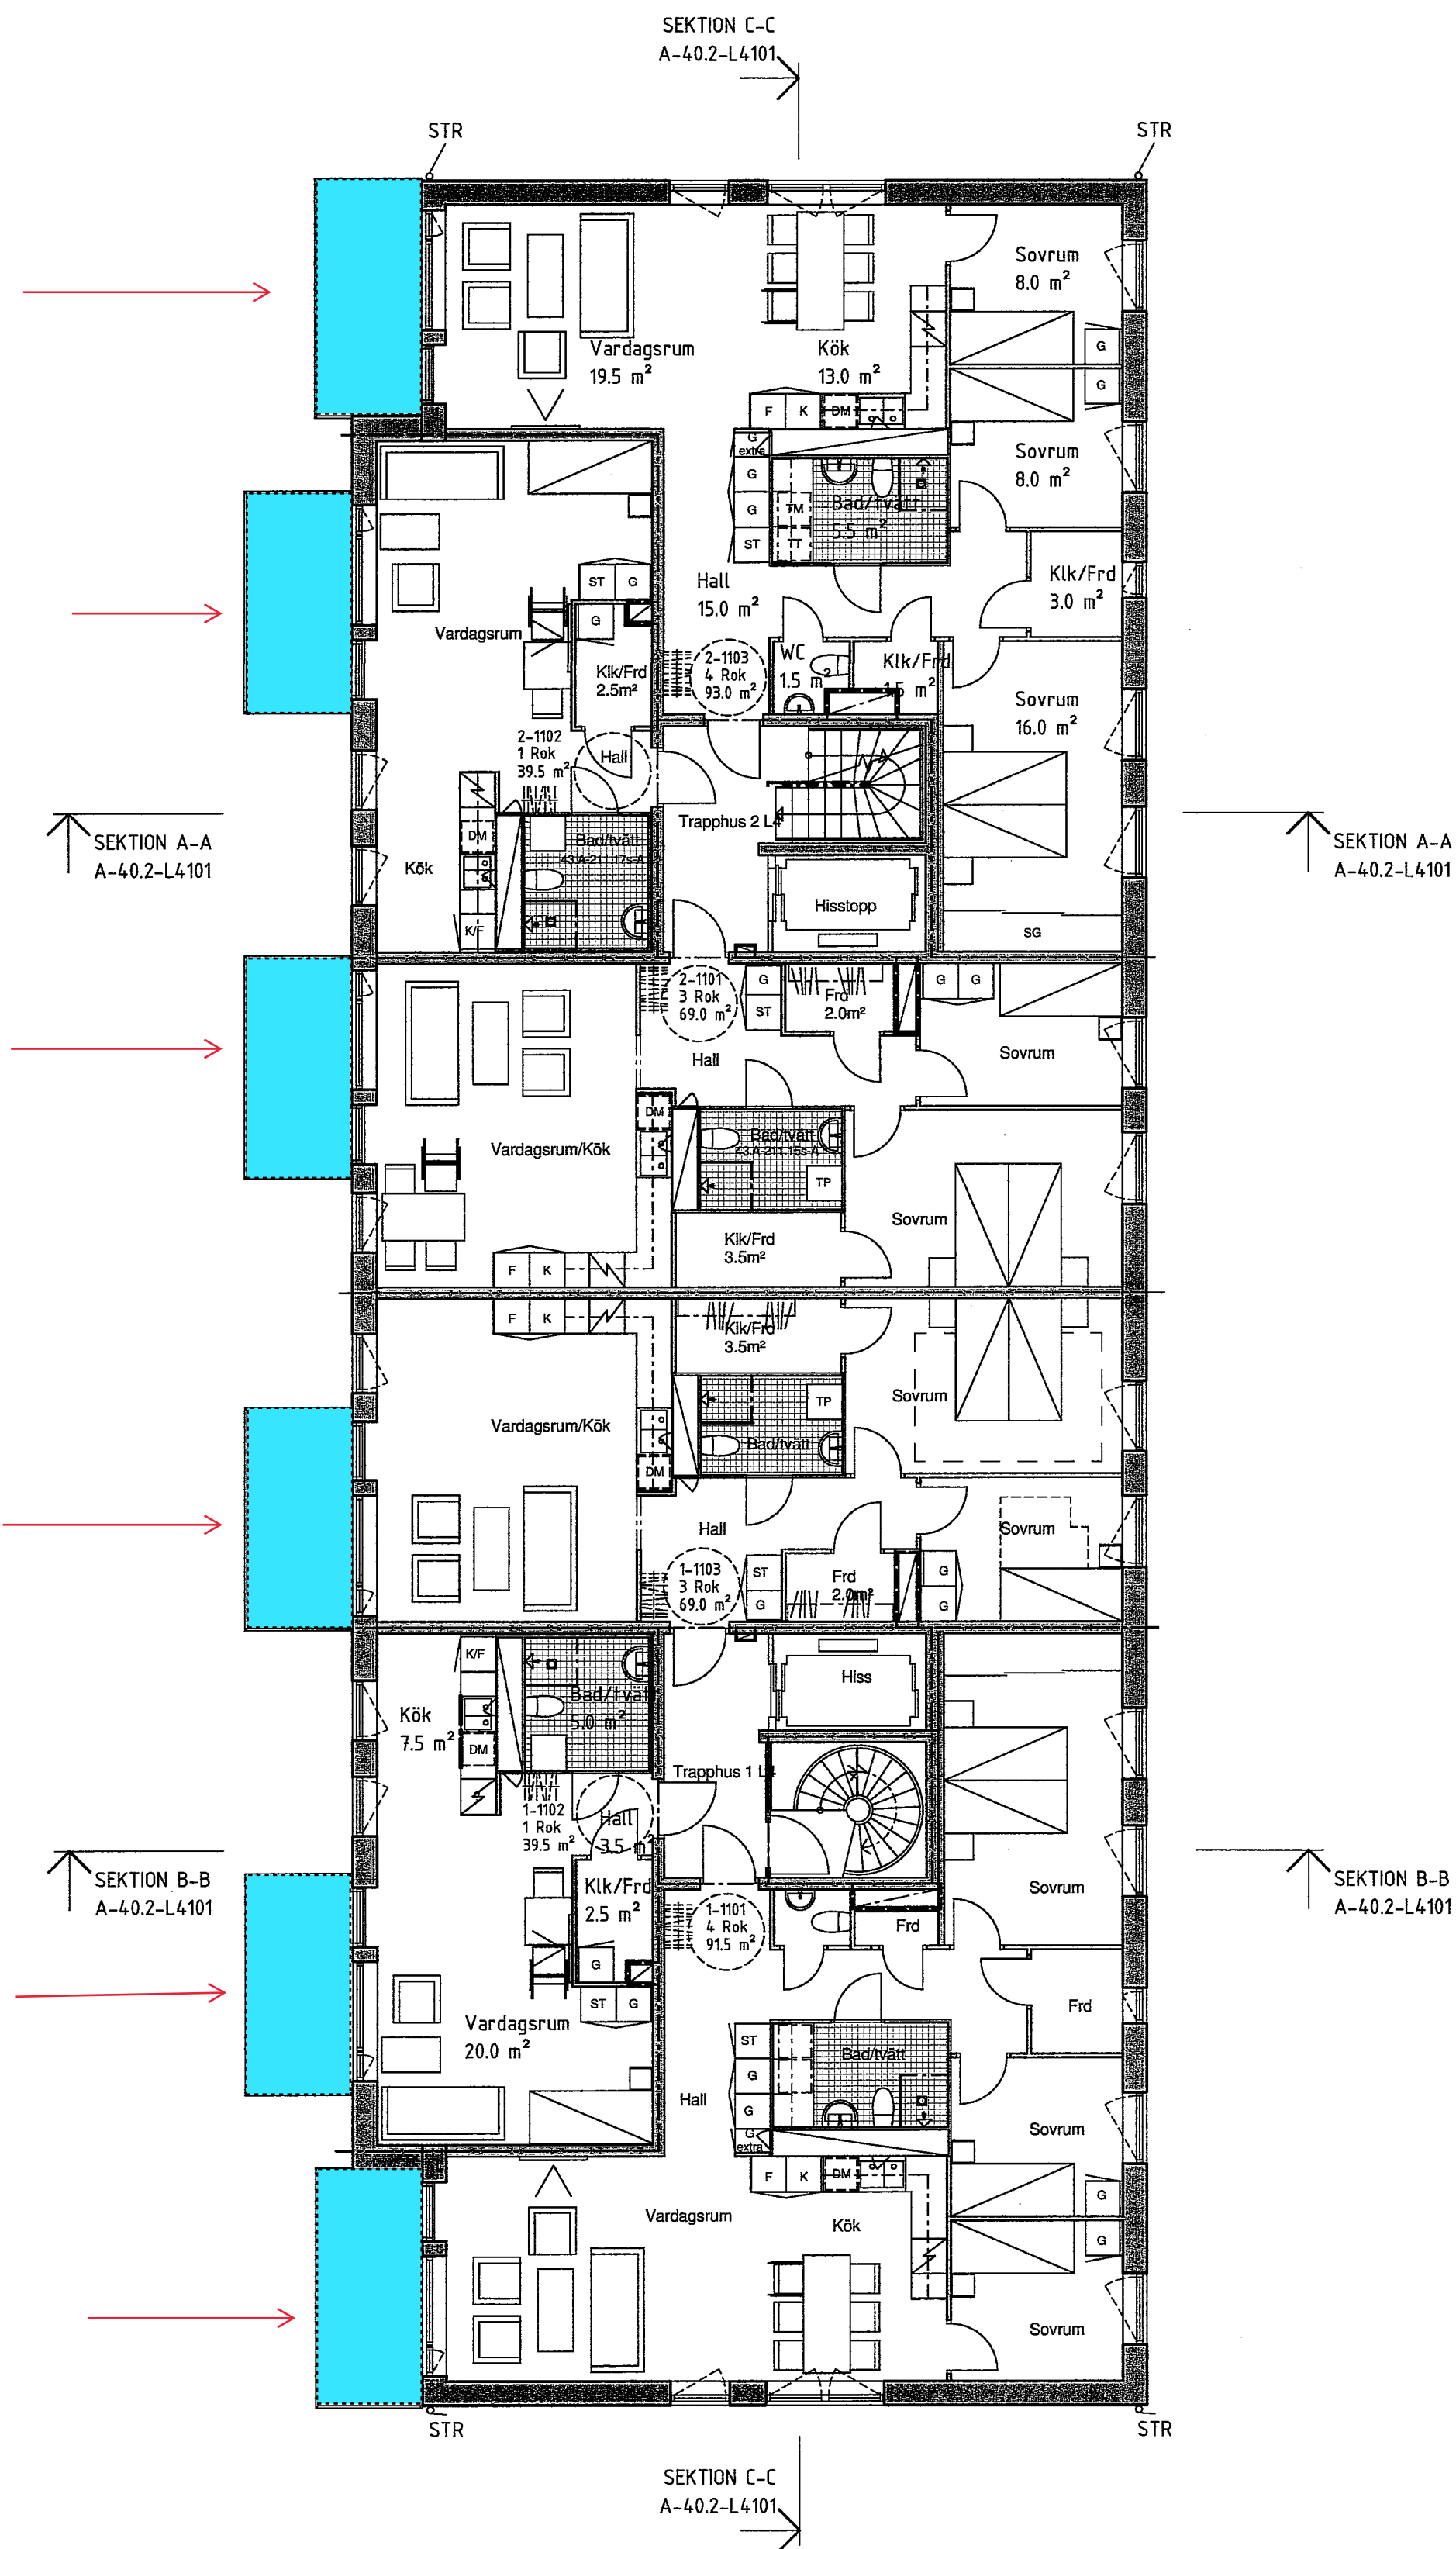 SEKTION C-C
A-40.2-L4101
STR
STR
Sovrum
8.0 m²
G
Vardagsrum
19.5 m²
Kök
13.0 m²
G
F
K
DM
G
extra
Sovrum
8.0 m²
G
G
ST
TM
TT
Bad/tvätt
5.5 m²
ST
G
G
Hall
15.0 m²
Klk/Frd
3.0 m²
Vardagsrum
Klk/Frd
2.5m²
2-1103
4 Rok
93.0 m²
WC
1.5 m²
Klk/Frd
1.5 m²
Sovrum
16.0 m²
2-1102
1 Rok
39.5 m²
Hall
Trapphus 2 L4
SEKTION A-A
A-40.2-L4101
SEKTION A-A
A-40.2-L4101
DM
Bad/tvätt
43.A-211.17s-A
Kök
K/F
Hisstopp
SG
2-1101
3 Rok
69.0 m²
G
ST
Frd
2.0m²
G
G
Hall
Sovrum
DM
Bad/tvätt
43.A-211.15s-A
TP
Vardagsrum/Kök
Sovrum
Klk/Frd
3.5m²
F
K
F
K
Klk/Frd
3.5m²
Sovrum
TP
Vardagsrum/Kök
Bad/tvätt
DM
Hall
Sovrum
1-1103
3 Rok
69.0 m²
ST
G
Frd
2.0m²
G
G
K/F
Bad/tvätt
5.0 m²
Hiss
Kök
7.5 m²
DM
Trapphus 1 L4
1-1102
1 Rok
39.5 m²
Hall
3.5 m²
SEKTION B-B
A-40.2-L4101
SEKTION B-B
A-40.2-L4101
Klk/Frd
2.5 m²
G
1-1101
4 Rok
91.5 m²
Frd
Sovrum
ST
G
Frd
Vardagsrum
20.0 m²
ST
G
G
G
extra
Bad/tvätt
Hall
Sovrum
F
K
DM
G
G
Vardagsrum
Kök
Sovrum
STR
STR
SEKTION C-C
A-40.2-L4101